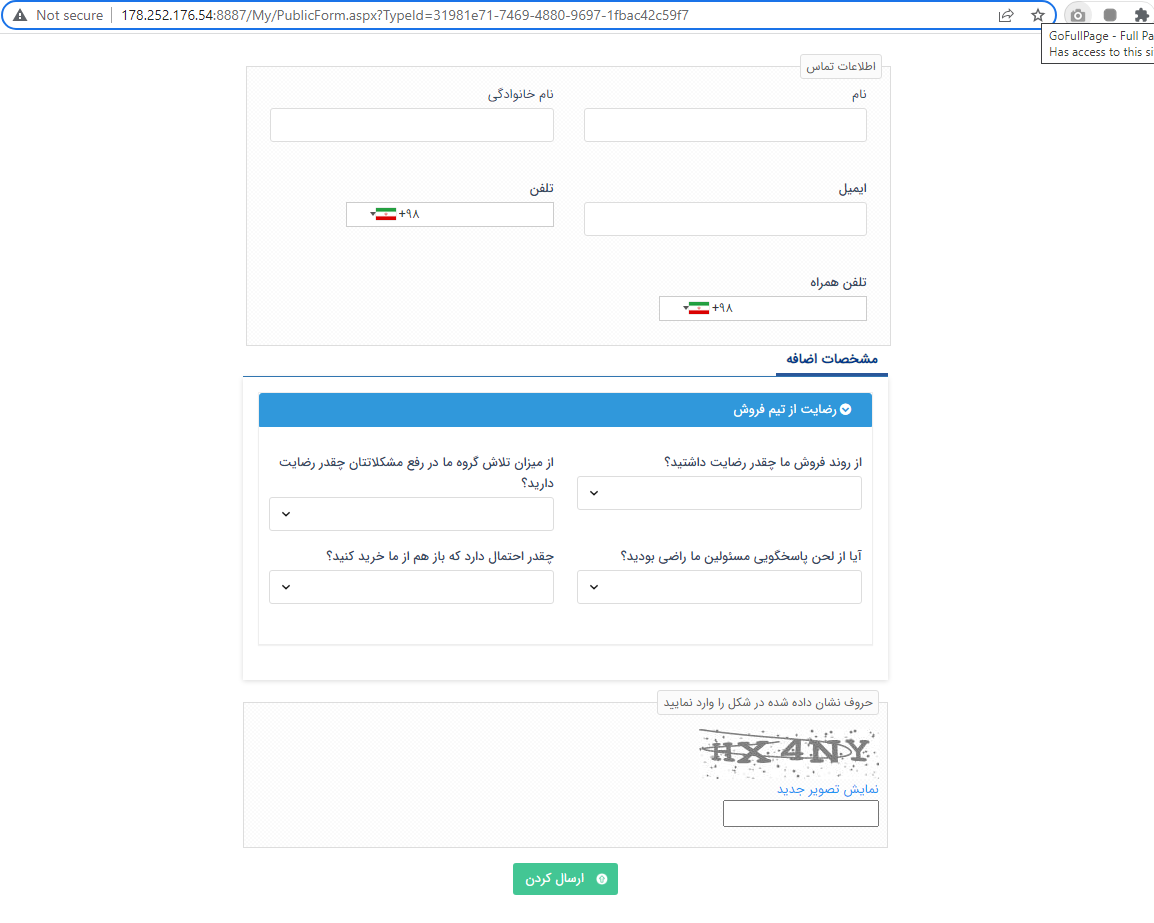 Not secure | 178.252.176.54:8887/My/PublicForm.aspx?TypeId=31981e71-7469-4880-9697-1fbac42c59f7
GoFullPage - Full Pa
Has access to this si
اطلاعات تماس
نام
نام خانوادگی
ایمیل
تلفن
+۹۸
تلفن همراه
+۹۸
مشخصات اضافه
رضایت از تیم فروش
از روند فروش ما چقدر رضایت داشتید؟
از میزان تلاش گروه ما در رفع مشکلاتتان چقدر رضایت
دارید؟
آیا از لحن پاسخگویی مسئولین ما راضی بودید؟
چقدر احتمال دارد که باز هم از ما خرید کنید؟
حروف نشان داده شده در شکل را وارد نمایید
HX4NY
نمایش تصویر جدید
ارسال کردن